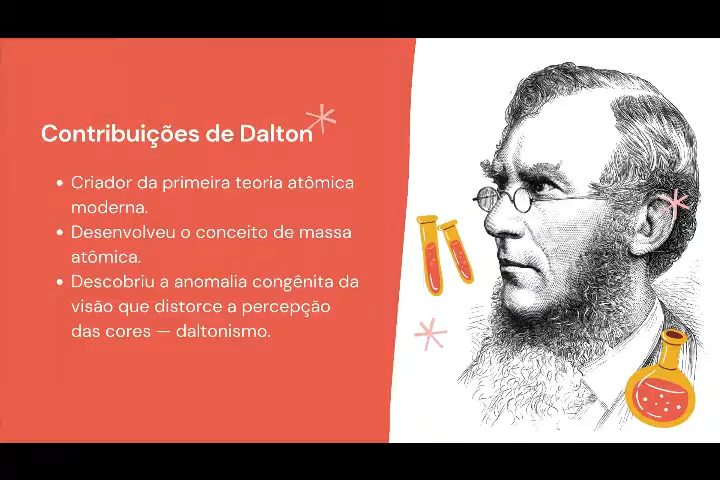 Contribuições de Dalton
• Criador da primeira teoria atômica
moderna.
• Desenvolveu o conceito de massa
atômica.
• Descobriu a anomalia congênita da
visão que distorce a percepção
das cores — daltonismo.